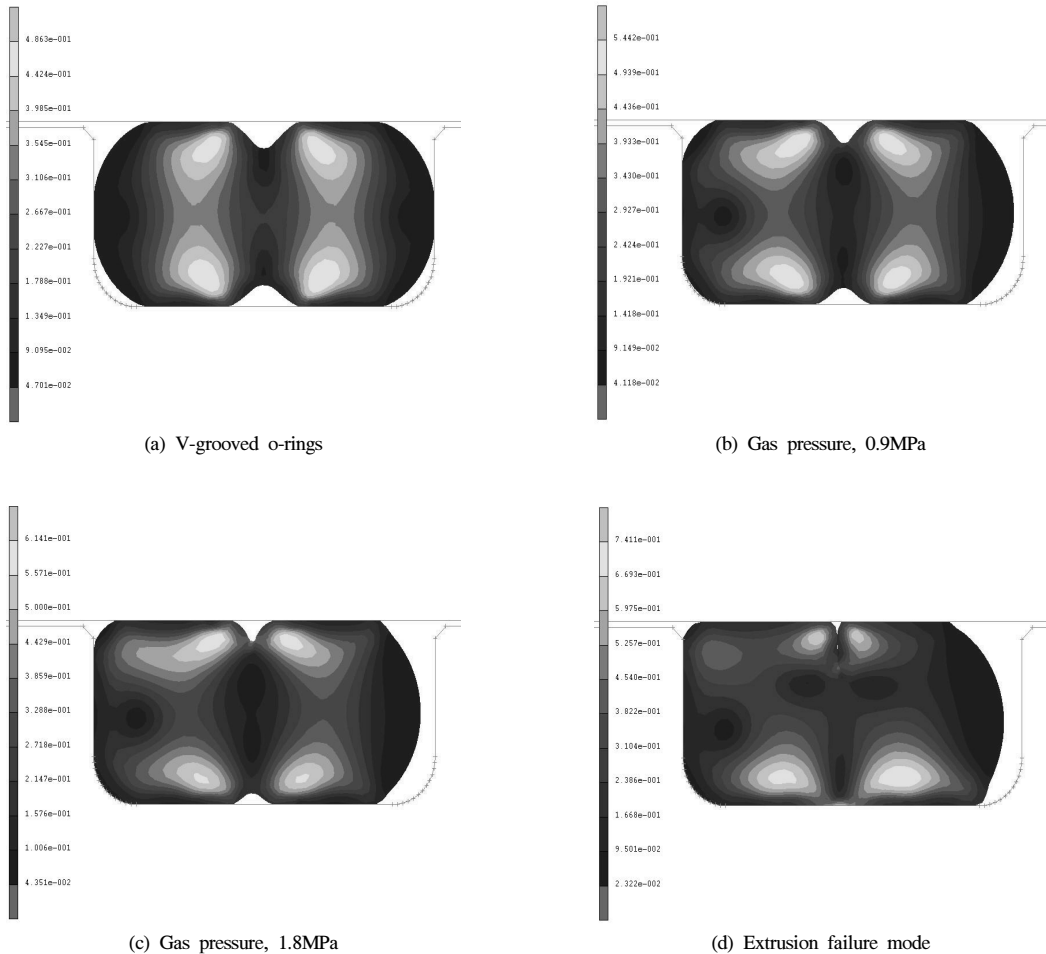 4.863e-001
4.424e-001
3.985e-001
3.545e-001
3.106e-001
2.667e-001
2.227e-001
1.788e-001
1.349e-001
9.095e-002
4.701e-002
(a) V-grooved o-rings
5.442e-001
4.939e-001
4.436e-001
3.933e-001
3.430e-001
2.927e-001
2.424e-001
1.921e-001
1.418e-001
9.149e-002
4.118e-002
(b) Gas pressure, 0.9MPa
6.141e-001
5.571e-001
5.000e-001
4.429e-001
3.859e-001
3.288e-001
2.718e-001
2.147e-001
1.576e-001
1.006e-001
4.351e-002
(c) Gas pressure, 1.8MPa
7.411e-001
6.693e-001
5.975e-001
5.257e-001
4.540e-001
3.822e-001
3.104e-001
2.386e-001
1.668e-001
9.501e-002
2.322e-002
(d) Extrusion failure mode